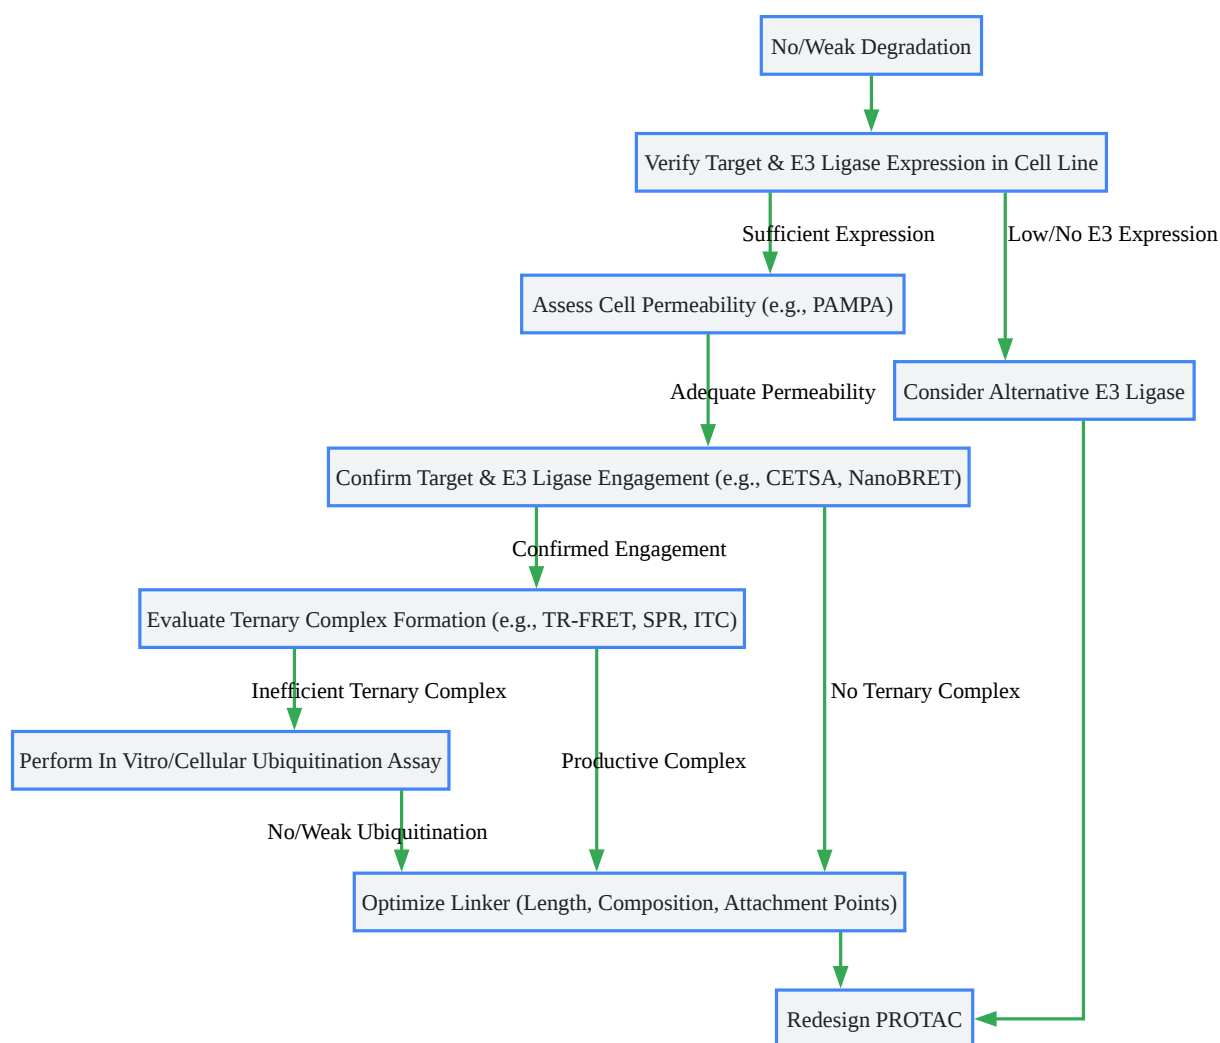 No/Weak Degradation
Verify Target & E3 Ligase Expression in Cell Line
Sufficient Expression
Low/No E3 Expression
Assess Cell Permeability (e.g., PAMPA)
Adequate Permeability
Consider Alternative E3 Ligase
Confirm Target & E3 Ligase Engagement (e.g., CETSA, NanoBRET)
Confirmed Engagement
Evaluate Ternary Complex Formation (e.g., TR-FRET, SPR, ITC)
Inefficient Ternary Complex
No Ternary Complex
Perform In Vitro/Cellular Ubiquitination Assay
Productive Complex
No/Weak Ubiquitination
Optimize Linker (Length, Composition, Attachment Points)
Redesign PROTAC